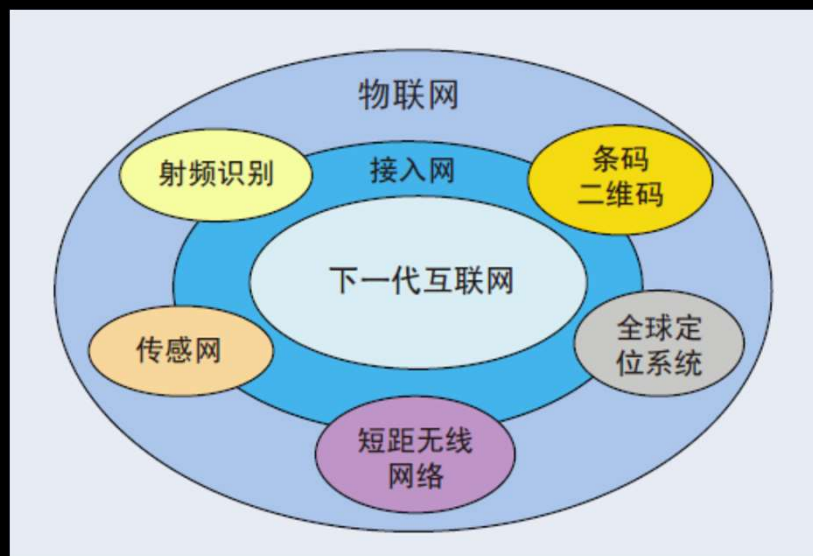 物联网
射频识别
接入网
条码
二维码
下一代互联网
传感网
全球定
位系统
短距无线
网络